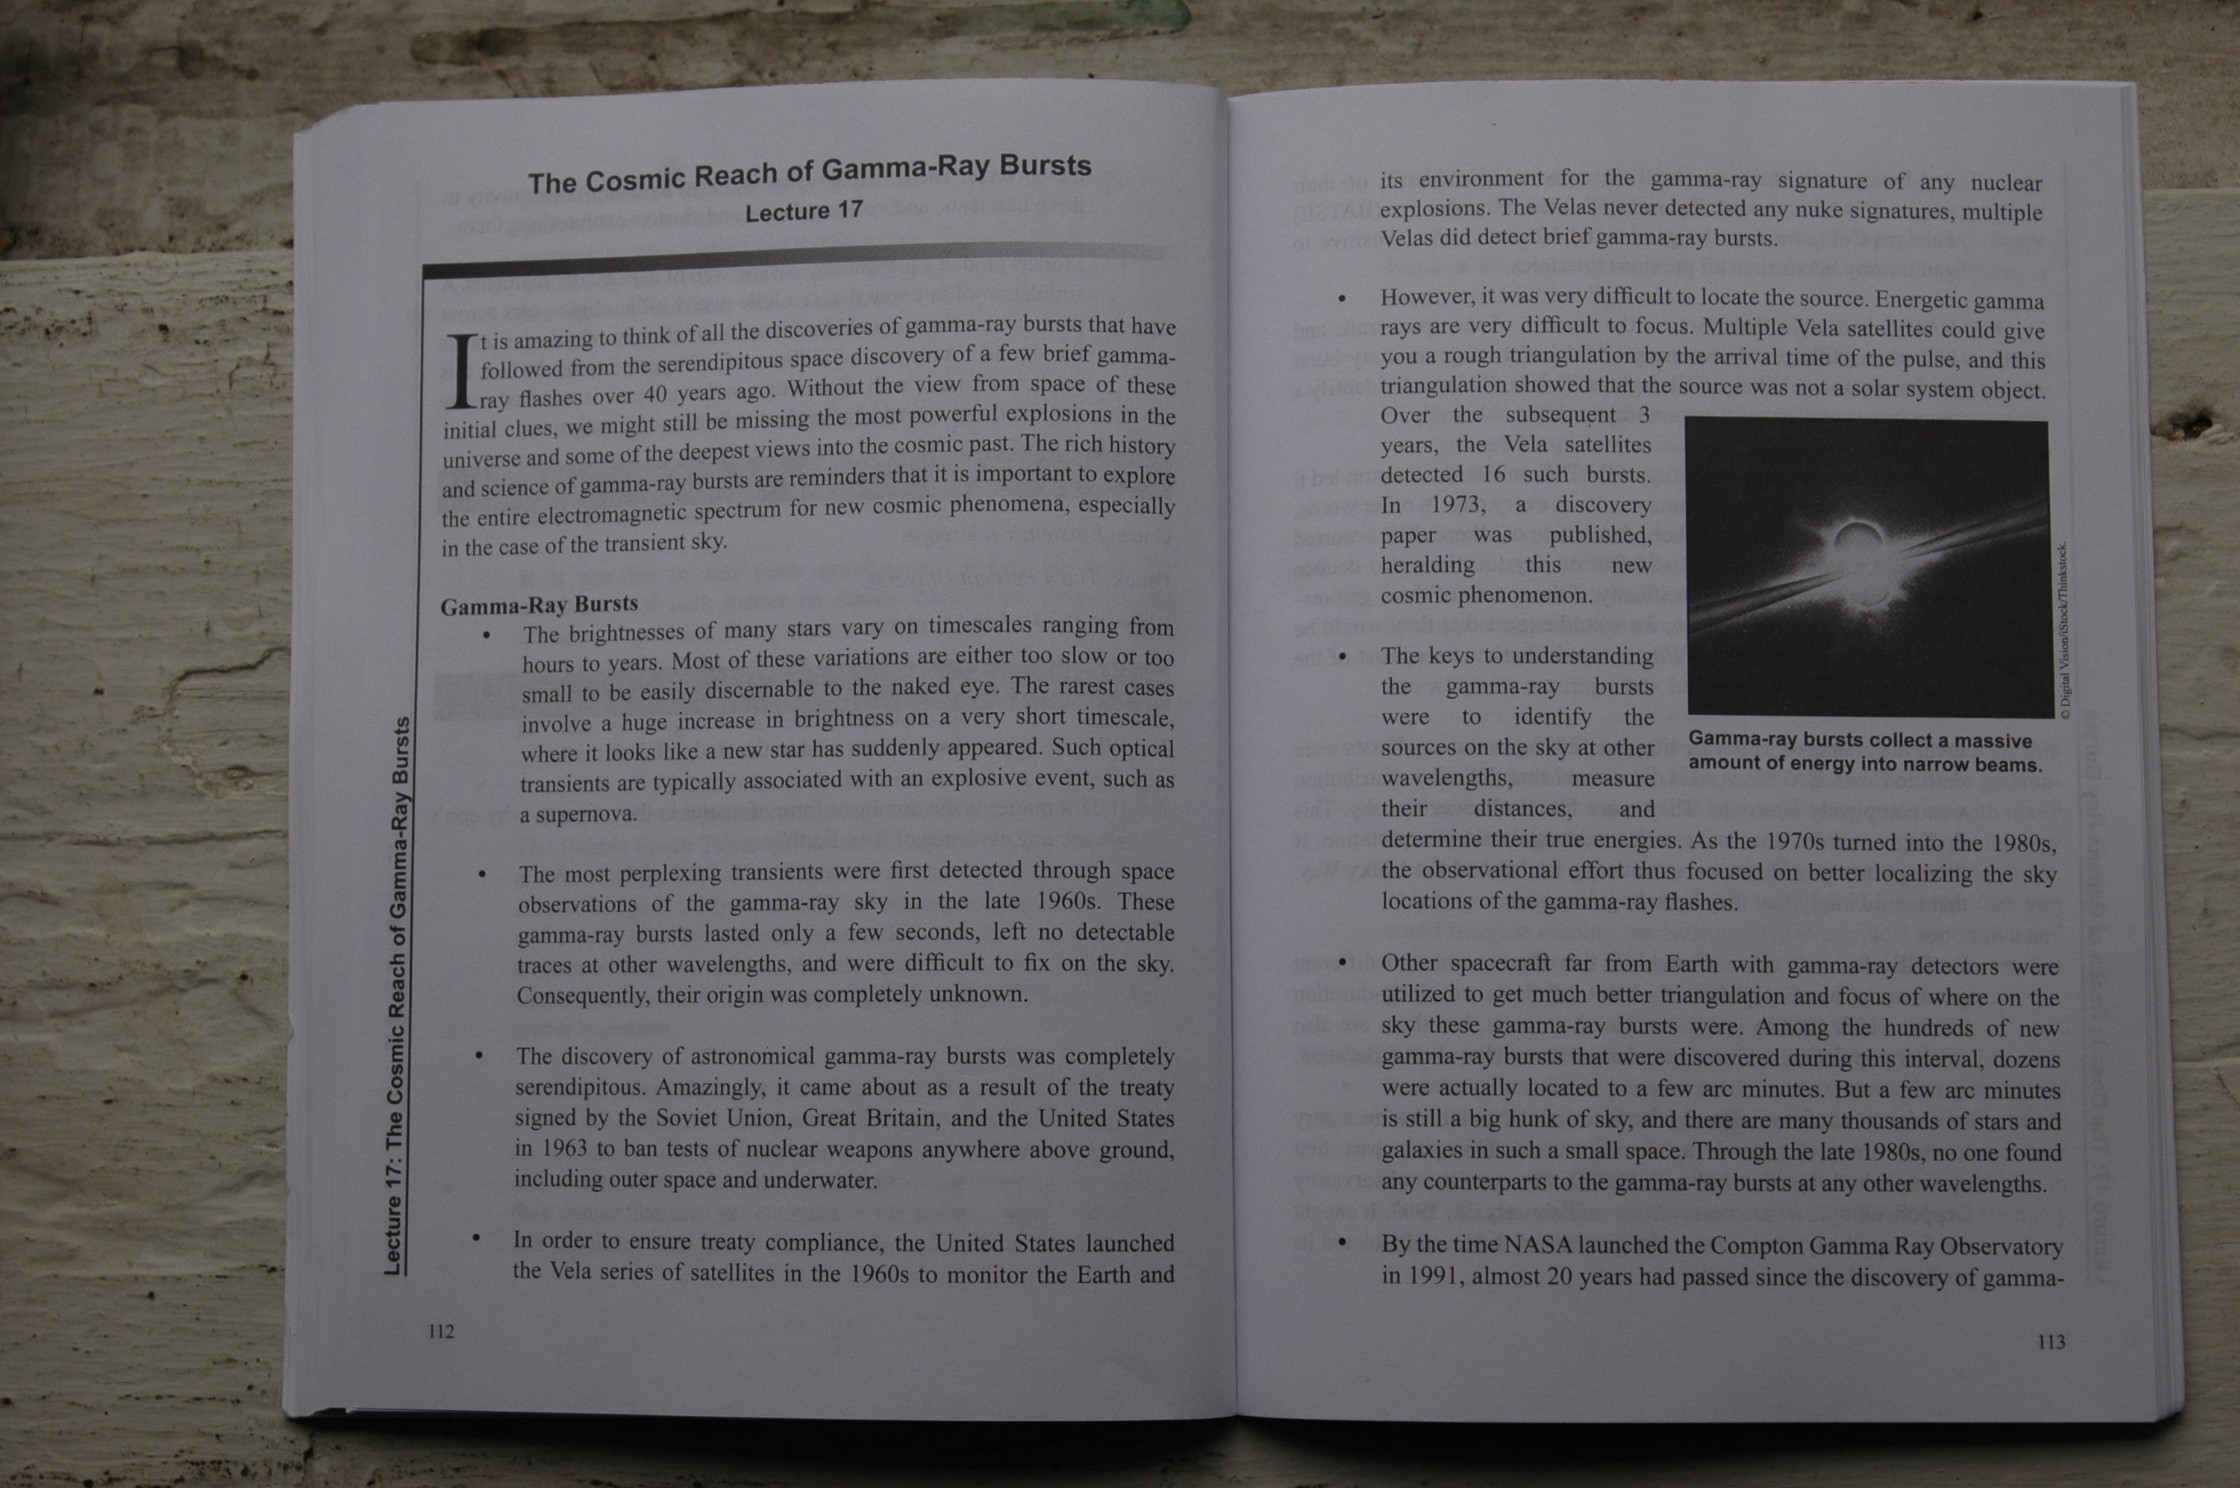 The Cosmic Reach of Gamma-Ray Bursts
Lecture 17
It is amazing to think of all the discoveries of gamma-ray bursts that have
followed from the serendipitous space discovery of a few brief gamma-
ray flashes over 40 years ago. Without the view from space of these
initial clues, we might still be missing the most powerful explosions in the
universe and some of the deepest views into the cosmic past. The rich history
and science of gamma-ray bursts are reminders that it is important to explore
the entire electromagnetic spectrum for new cosmic phenomena, especially
in the case of the transient sky.
Gamma-Ray Bursts
• The brightnesses of many stars vary on timescales ranging from
hours to years. Most of these variations are either too slow or too
small to be easily discernable to the naked eye. The rarest cases
involve a huge increase in brightness on a very short timescale,
where it looks like a new star has suddenly appeared. Such optical
transients are typically associated with an explosive event, such as
a supernova.
• The most perplexing transients were first detected through space
observations of the gamma-ray sky in the late 1960s. These
gamma-ray bursts lasted only a few seconds, left no detectable
traces at other wavelengths, and were difficult to fix on the sky.
Consequently, their origin was completely unknown.
• The discovery of astronomical gamma-ray bursts was completely
serendipitous. Amazingly, it came about as a result of the treaty
signed by the Soviet Union, Great Britain, and the United States
in 1963 to ban tests of nuclear weapons anywhere above ground,
including outer space and underwater.
• In order to ensure treaty compliance, the United States launched
the Vela series of satellites in the 1960s to monitor the Earth and
Lecture 17: The Cosmic Reach of Gamma-Ray Bursts
112
its environment for the gamma-ray signature of any nuclear
explosions. The Velas never detected any nuke signatures, multiple
Velas did detect brief gamma-ray bursts.
• However, it was very difficult to locate the source. Energetic gamma
rays are very difficult to focus. Multiple Vela satellites could give
you a rough triangulation by the arrival time of the pulse, and this
triangulation showed that the source was not a solar system object.
Over the subsequent 3
years, the Vela satellites
detected 16 such bursts.
In 1973, a discovery
paper was published,
heralding this new
cosmic phenomenon.
• The keys to understanding
the gamma-ray bursts
were to identify the
sources on the sky at other
wavelengths, measure
their distances, and
determine their true energies. As the 1970s turned into the 1980s,
the observational effort thus focused on better localizing the sky
locations of the gamma-ray flashes.
© Digital Vision/iStock/Thinkstock.
Gamma-ray bursts collect a massive
amount of energy into narrow beams.
• Other spacecraft far from Earth with gamma-ray detectors were
utilized to get much better triangulation and focus of where on the
sky these gamma-ray bursts were. Among the hundreds of new
gamma-ray bursts that were discovered during this interval, dozens
were actually located to a few arc minutes. But a few arc minutes
is still a big hunk of sky, and there are many thousands of stars and
galaxies in such a small space. Through the late 1980s, no one found
any counterparts to the gamma-ray bursts at any other wavelengths.
• By the time NASA launched the Compton Gamma Ray Observatory
in 1991, almost 20 years had passed since the discovery of gamma-
113